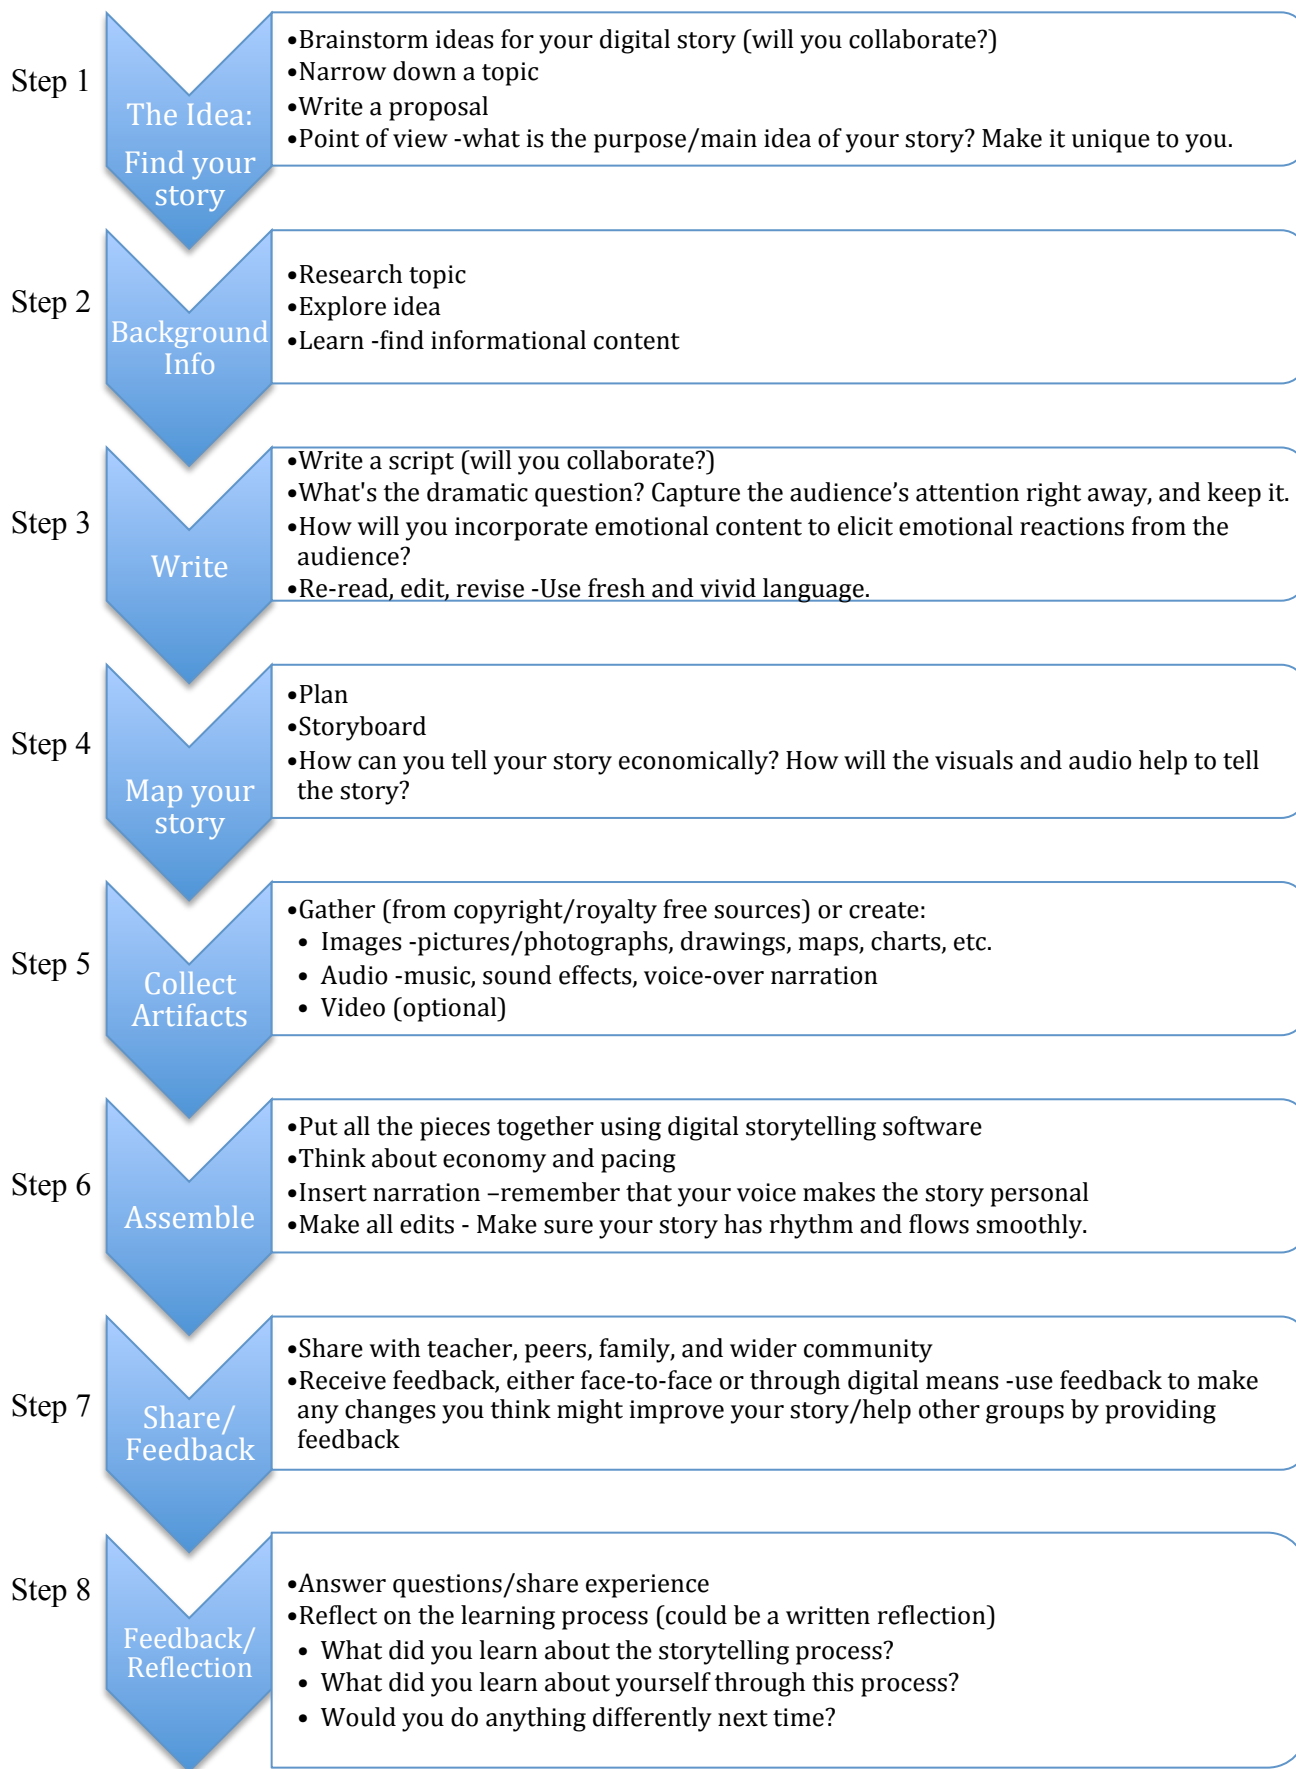 Step 1
The Idea:
Find your
story
•Brainstorm ideas for your digital story (will you collaborate?)
•Narrow down a topic
•Write a proposal
•Point of view -what is the purpose/main idea of your story? Make it unique to you.
Step 2
Background
Info
•Research topic
•Explore idea
•Learn -find informational content
Step 3
Write
•Write a script (will you collaborate?)
•What's the dramatic question? Capture the audience’s attention right away, and keep it.
•How will you incorporate emotional content to elicit emotional reactions from the
audience?
•Re-read, edit, revise -Use fresh and vivid language.
Step 4
Map your
story
•Plan
•Storyboard
•How can you tell your story economically? How will the visuals and audio help to tell
the story?
Step 5
Collect
Artifacts
•Gather (from copyright/royalty free sources) or create:
• Images -pictures/photographs, drawings, maps, charts, etc.
• Audio -music, sound effects, voice-over narration
• Video (optional)
Step 6
Assemble
•Put all the pieces together using digital storytelling software
•Think about economy and pacing
•Insert narration –remember that your voice makes the story personal
•Make all edits - Make sure your story has rhythm and flows smoothly.
Step 7
Share/
Feedback
•Share with teacher, peers, family, and wider community
•Receive feedback, either face-to-face or through digital means -use feedback to make
any changes you think might improve your story/help other groups by providing
feedback
Step 8
Feedback/
Reflection
•Answer questions/share experience
•Reflect on the learning process (could be a written reflection)
• What did you learn about the storytelling process?
• What did you learn about yourself through this process?
• Would you do anything differently next time?